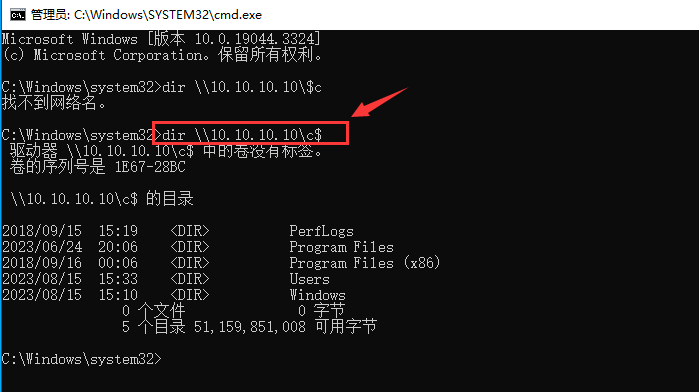 管理员: C:\Windows\SYSTEM32\cmd.exe
Microsoft Windows [版本 10.0.19044.3324]
(c) Microsoft Corporation。保留所有权利。
C:\Windows\system32>dir \\10.10.10.10\$c
找不到网络名。
C:\Windows\system32>dir \\10.10.10.10\c$
驱动器 \\10.10.10.10\c$ 中的卷没有标签。
卷的序列号是 1E67-28BC
\\10.10.10.10\c$ 的目录
2018/09/15 15:19 <DIR> PerfLogs
2023/06/24 20:06 <DIR> Program Files
2018/09/16 00:06 <DIR> Program Files (x86)
2023/08/15 15:33 <DIR> Users
2023/08/15 15:10 <DIR> Windows
0 个文件 0 字节
5 个目录 51,159,851,008 可用字节
C:\Windows\system32>